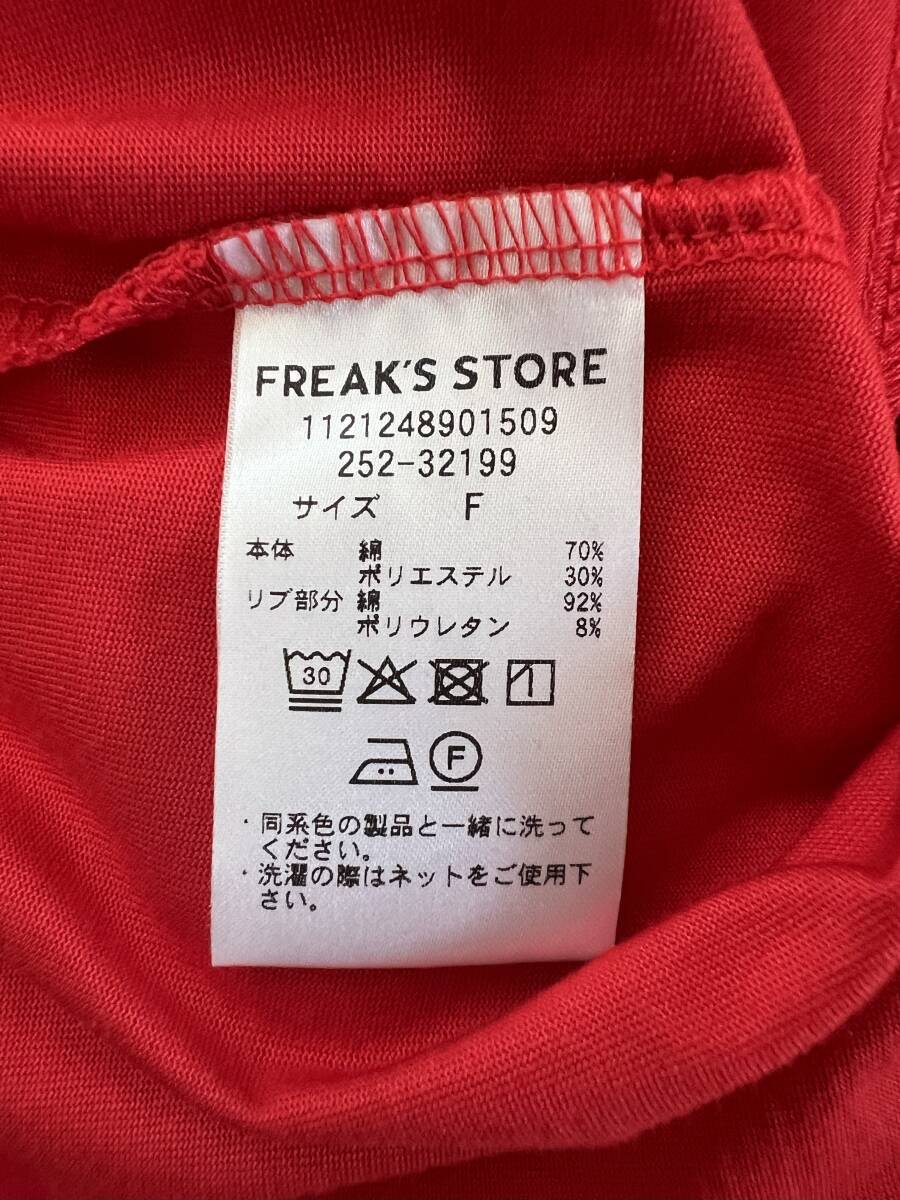 FREAK'S STORE
1121248901509
252-32199
サイズ F
本体 綿 70%
ポリエステル 30%
リブ部分 綿 92%
ポリウレタン 8%
30
F
・同系色の製品と一緒に洗って
ください。
・洗濯の際はネットをご使用下
さい。